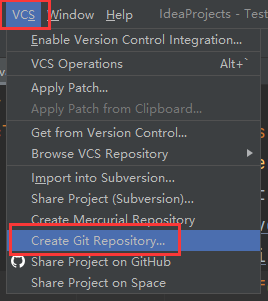 VCS Window Help IdeaProjects - Test
Enable Version Control Integration...
VCS Operations Alt+`
Apply Patch...
Apply Patch from Clipboard...
Get from Version Control...
Browse VCS Repository
Import into Subversion...
Share Project (Subversion)...
Create Mercurial Repository
Create Git Repository...
Share Project on GitHub
Share Project on Space